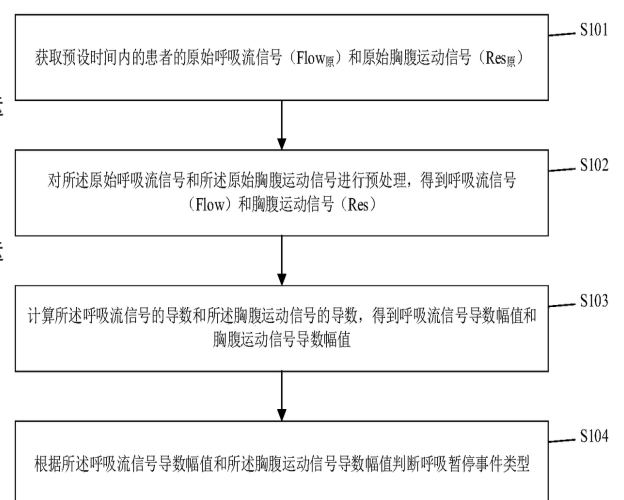 获取预设时间内的患者的原始呼吸流信号（Flow原）和原始胸腹运动信号（Res原）
S101
对所述原始呼吸流信号和所述原始胸腹运动信号进行预处理，得到呼吸流信号
（Flow）和胸腹运动信号（Res）
S102
计算所述呼吸流信号的导数和所述胸腹运动信号的导数，得到呼吸流信号导数幅值和
胸腹运动信号导数幅值
S103
根据所述呼吸流信号导数幅值和所述胸腹运动信号导数幅值判断呼吸暂停事件类型
S104